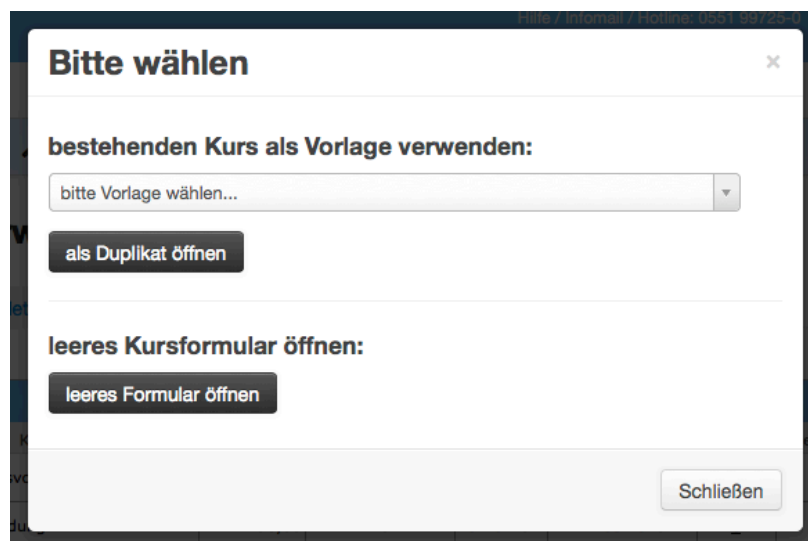 Hilfe / Infomail / Hotline: 0551 99725-0
Bitte wählen
×
bestehenden Kurs als Vorlage verwenden:
bitte Vorlage wählen...
als Duplikat öffnen
leeres Kursformular öffnen:
leeres Formular öffnen
Schließen